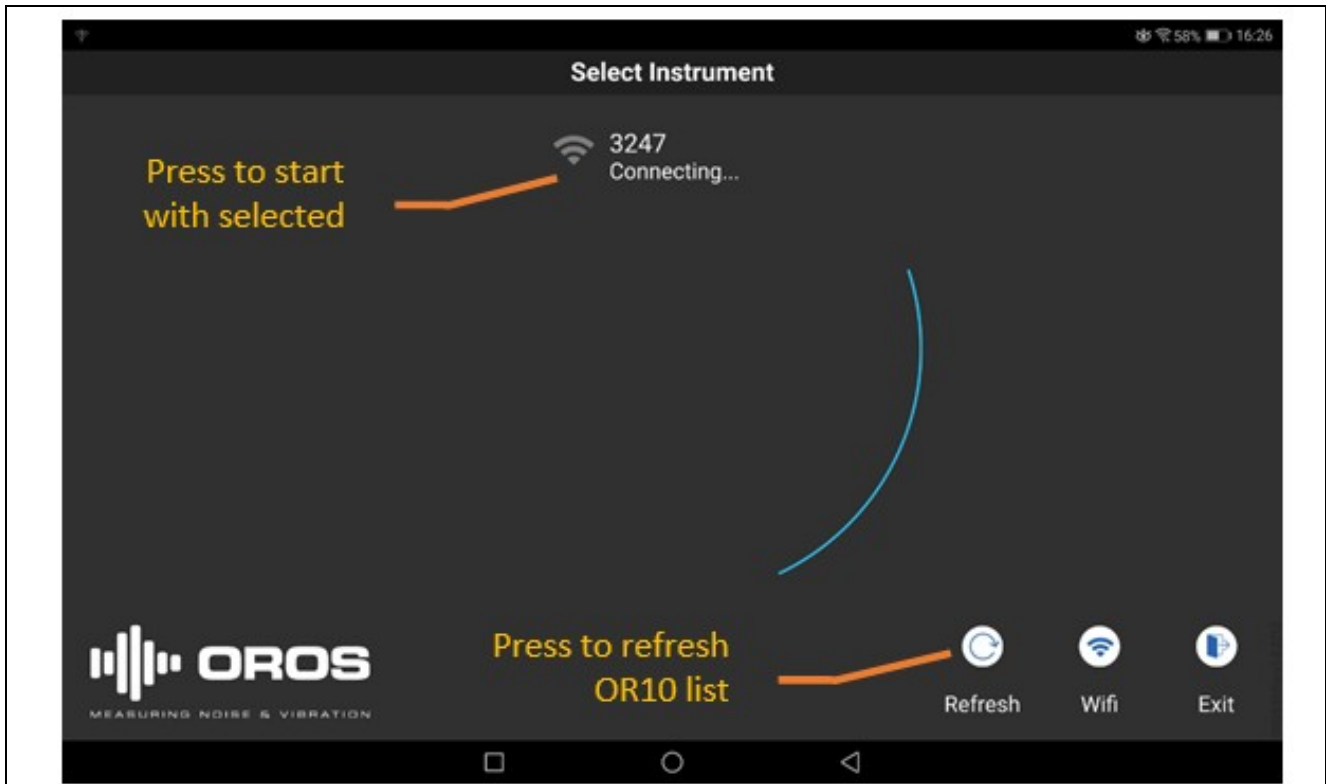 58% 16:26
Select Instrument
3247
Connecting...
Press to start
with selected
Press to refresh
OR10 list
OROS
MEASURING NOISE & VIBRATION
Refresh
Wifi
Exit